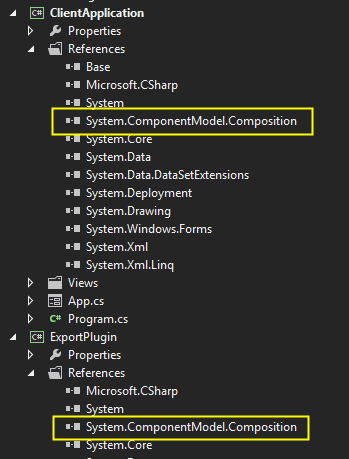 C# ClientApplication
Properties
References
Base
Microsoft.CSharp
System
System.ComponentModel.Composition
System.Core
System.Data
System.Data.DataSetExtensions
System.Deployment
System.Drawing
System.Windows.Forms
System.Xml
System.Xml.Linq
Views
App.cs
C# Program.cs
C# ExportPlugin
Properties
References
Microsoft.CSharp
System
System.ComponentModel.Composition
System.Core